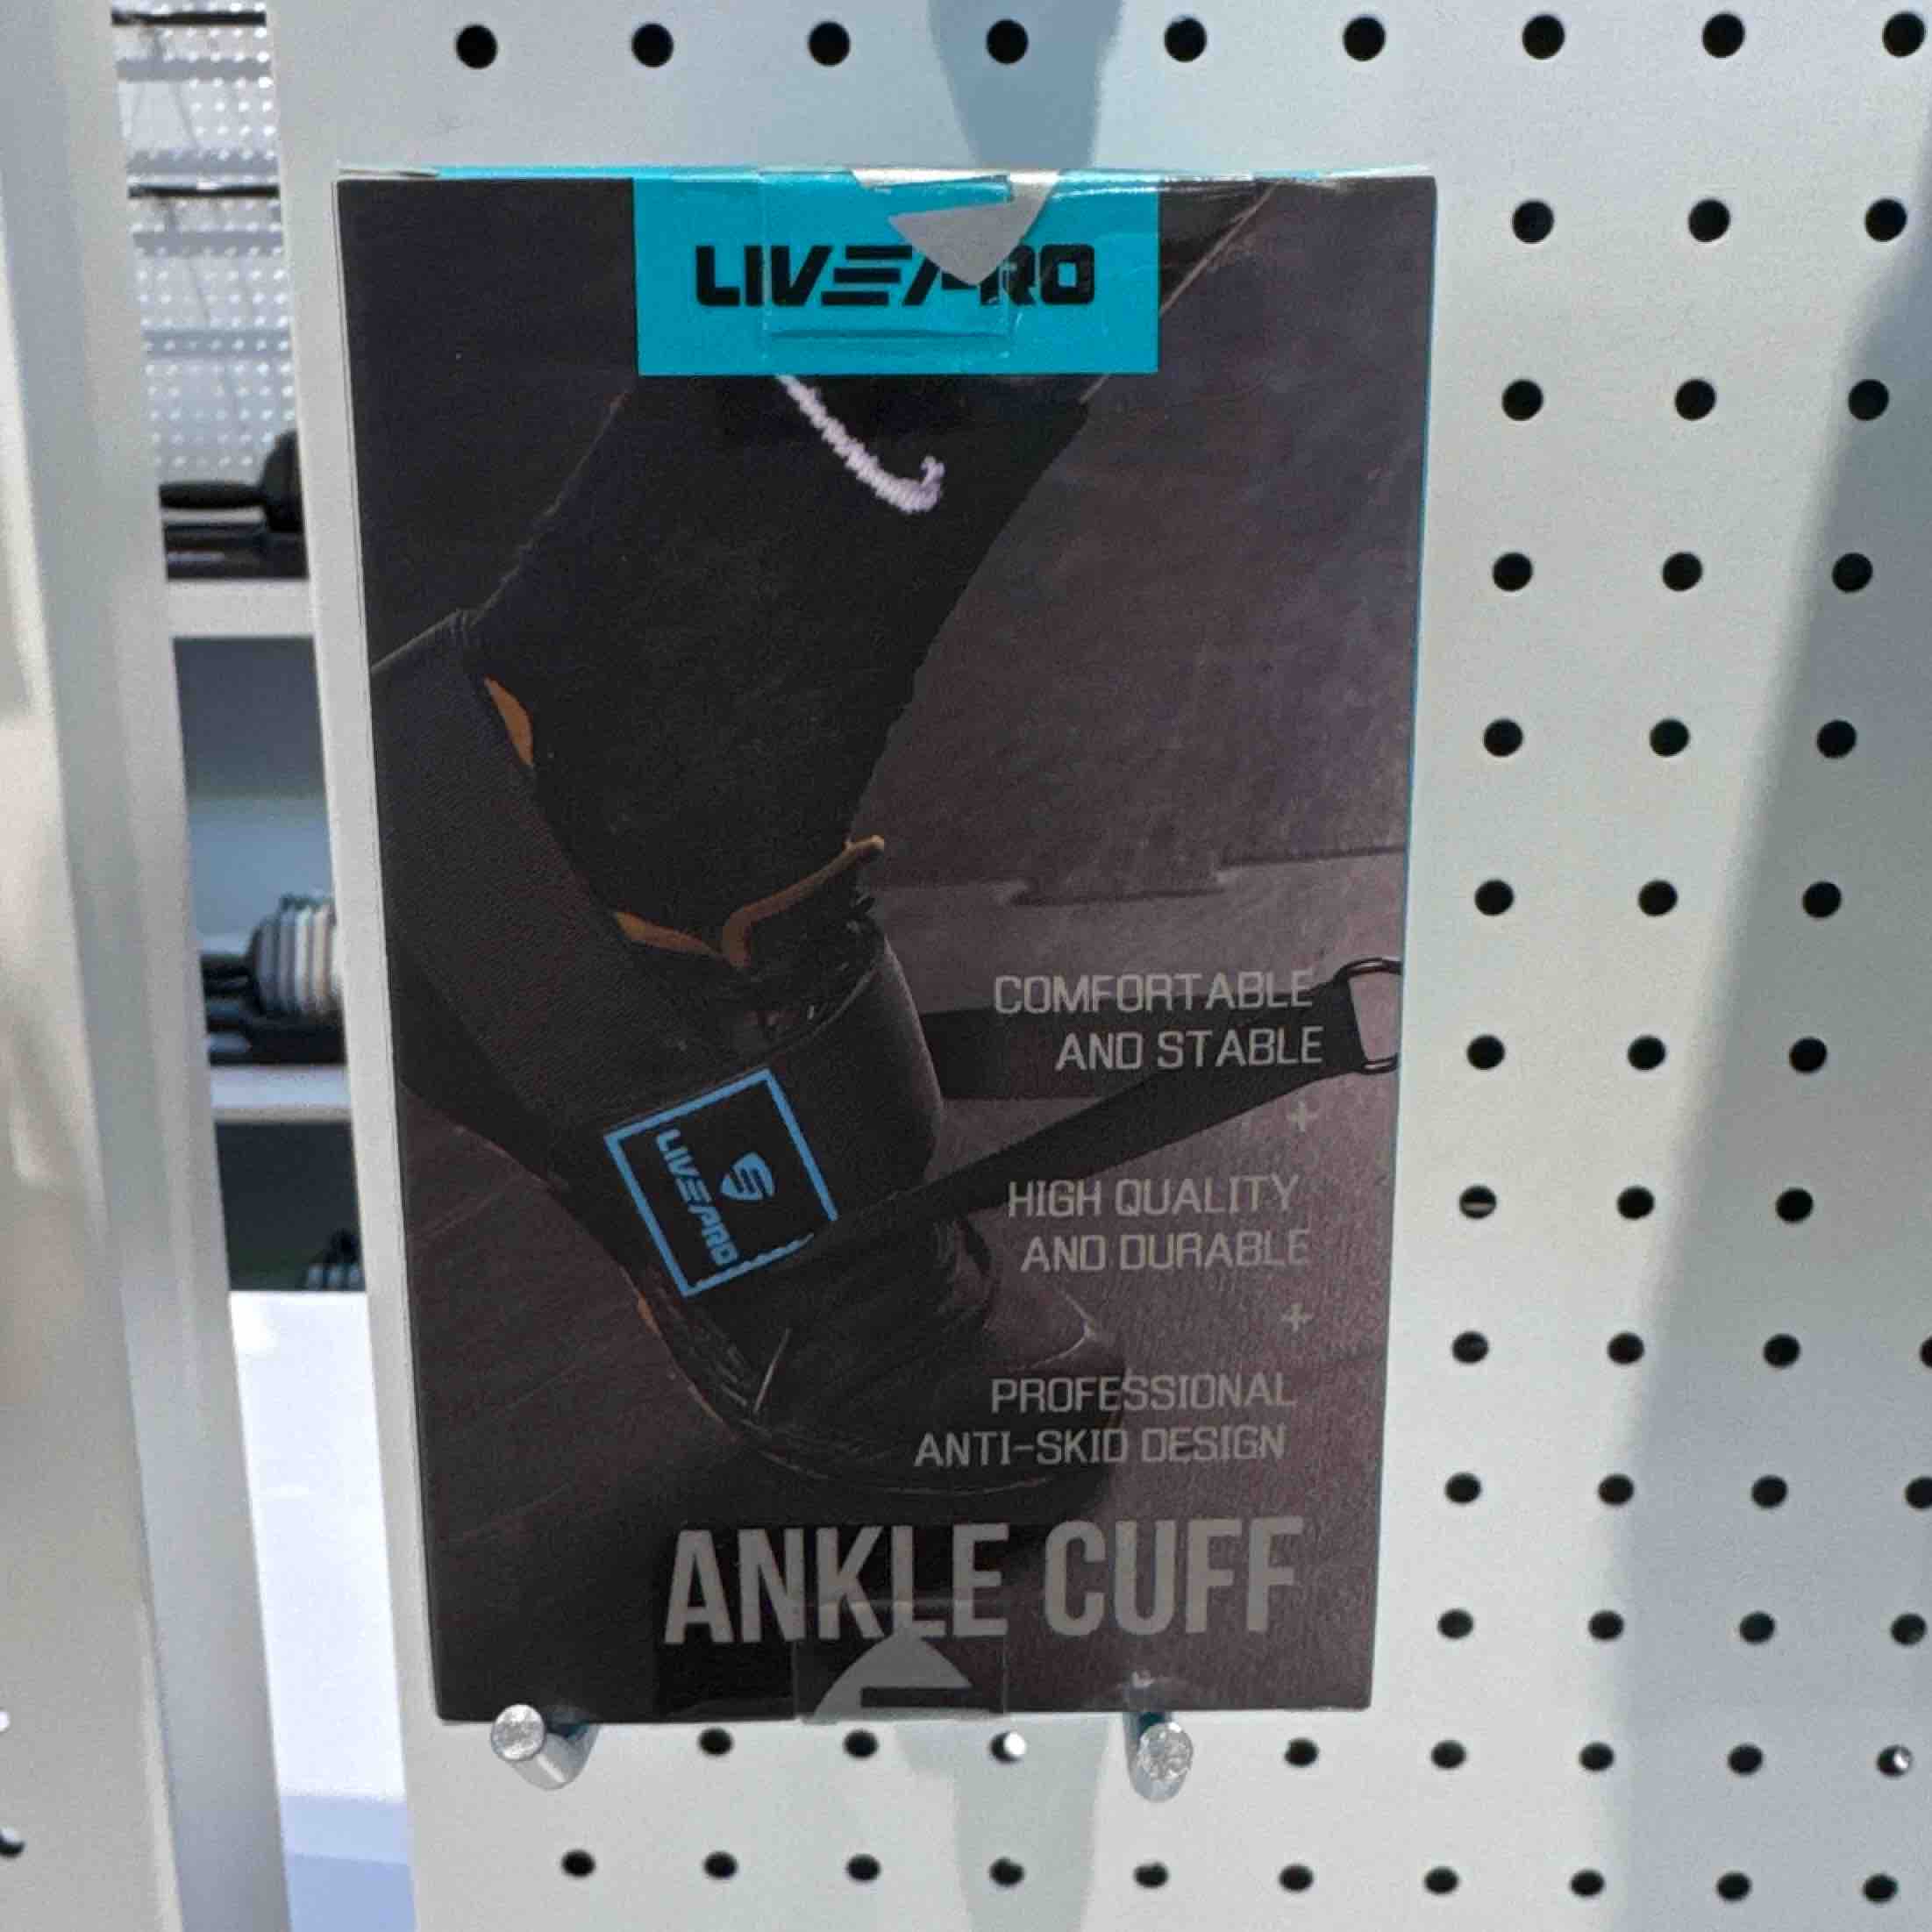 LIVEPRO
COMFORTABLE
AND STABLE
+
HIGH QUALITY
AND DURABLE
+
PROFESSIONAL
ANTI-SKID DESIGN
LIVEPRO
ANKLE CUFF